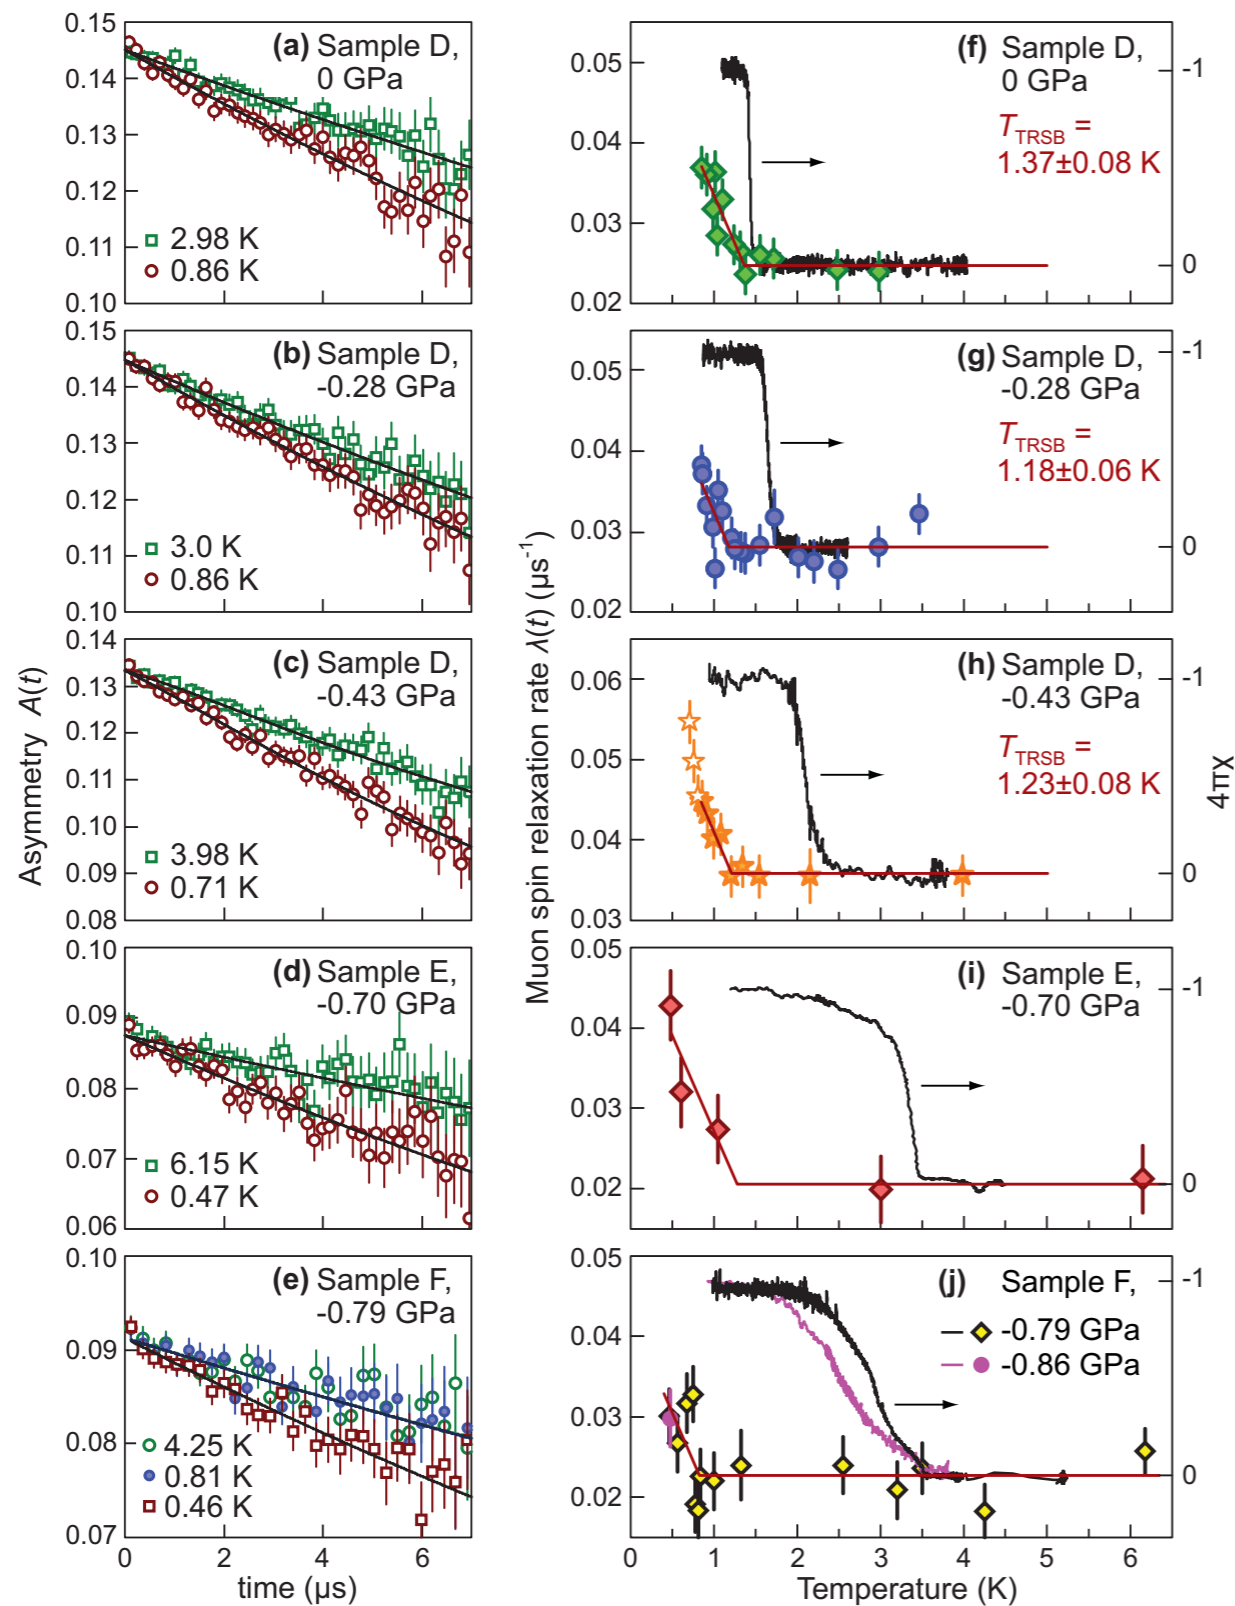 Asymmetry A(t)
0.15
0.14
0.13
0.12
0.11
0.10
(a) Sample D,
0 GPa
2.98 K
0.86 K
0.15
0.14
0.13
0.12
0.11
0.10
(b) Sample D,
-0.28 GPa
3.0 K
0.86 K
0.14
0.13
0.12
0.11
0.10
0.09
0.08
(c) Sample D,
-0.43 GPa
3.98 K
0.71 K
0.10
0.09
0.08
0.07
0.06
(d) Sample E,
-0.70 GPa
6.15 K
0.47 K
0.10
0.09
0.08
0.07
(e) Sample F,
-0.79 GPa
4.25 K
0.81 K
0.46 K
0 2 4 6
time (μs)
Muon spin relaxation rate λ(t) (μs⁻¹)
0.05
0.04
0.03
0.02
(f) Sample D,
0 GPa
T_TRSB =
1.37±0.08 K
-1
0
0.05
0.04
0.03
0.02
(g) Sample D,
-0.28 GPa
T_TRSB =
1.18±0.06 K
-1
0
0.06
0.05
0.04
0.03
(h) Sample D,
-0.43 GPa
T_TRSB =
1.23±0.08 K
-1
0
4πχ
0.05
0.04
0.03
0.02
(i) Sample E,
-0.70 GPa
-1
0
0.05
0.04
0.03
0.02
(j) Sample F,
-0.79 GPa
-0.86 GPa
-1
0
0 1 2 3 4 5 6
Temperature (K)